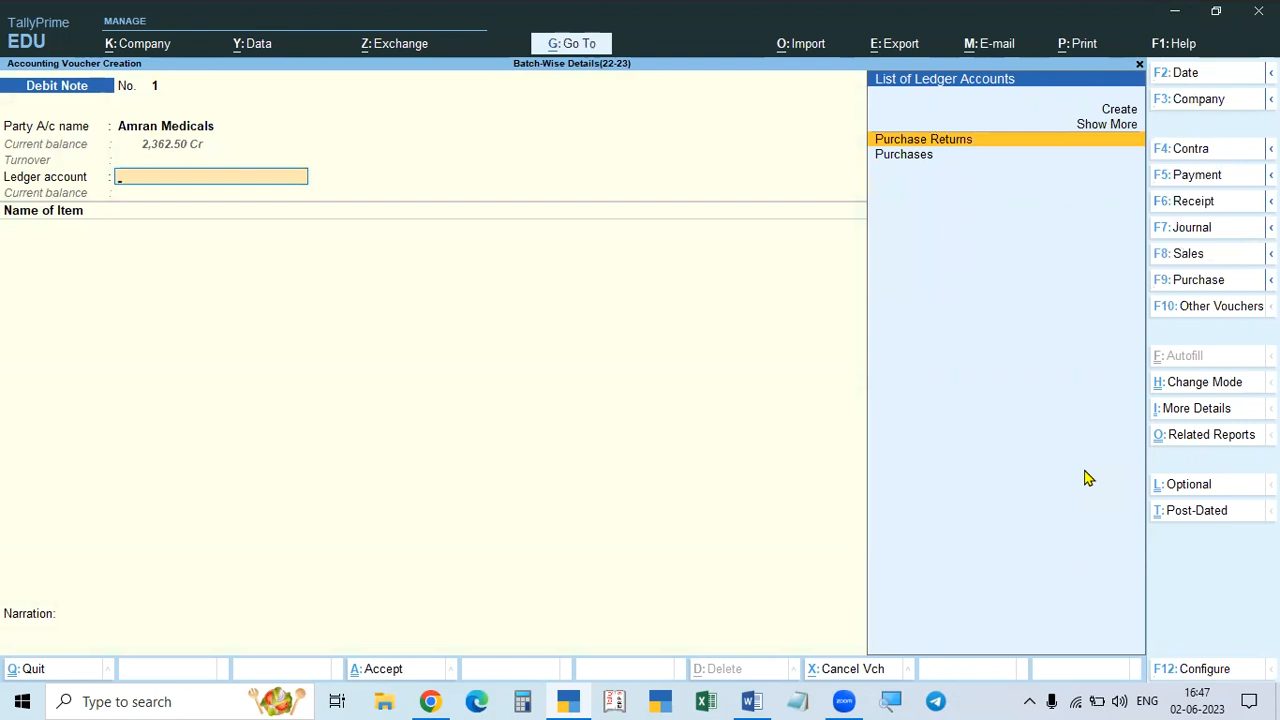 TallyPrime
EDU
MANAGE
K: Company
Y: Data
Z: Exchange
G: Go To
O: Import
E: Export
M: E-mail
P: Print
F1: Help
Accounting Voucher Creation
Batch-Wise Details(22-23)
Debit Note
No. 1
Party A/c name : Amran Medicals
Current balance : 2,362.50 Cr
Turnover :
Ledger account :
Current balance :
Name of Item
Narration:
List of Ledger Accounts
Create
Show More
Purchase Returns
Purchases
F2: Date
F3: Company
F4: Contra
F5: Payment
F6: Receipt
F7: Journal
F8: Sales
F9: Purchase
F10: Other Vouchers
F: Autofill
H: Change Mode
I: More Details
O: Related Reports
L: Optional
T: Post-Dated
Q: Quit
A: Accept
D: Delete
X: Cancel Vch
F12: Configure
Type to search
zoom
ENG
16:47
02-06-2023